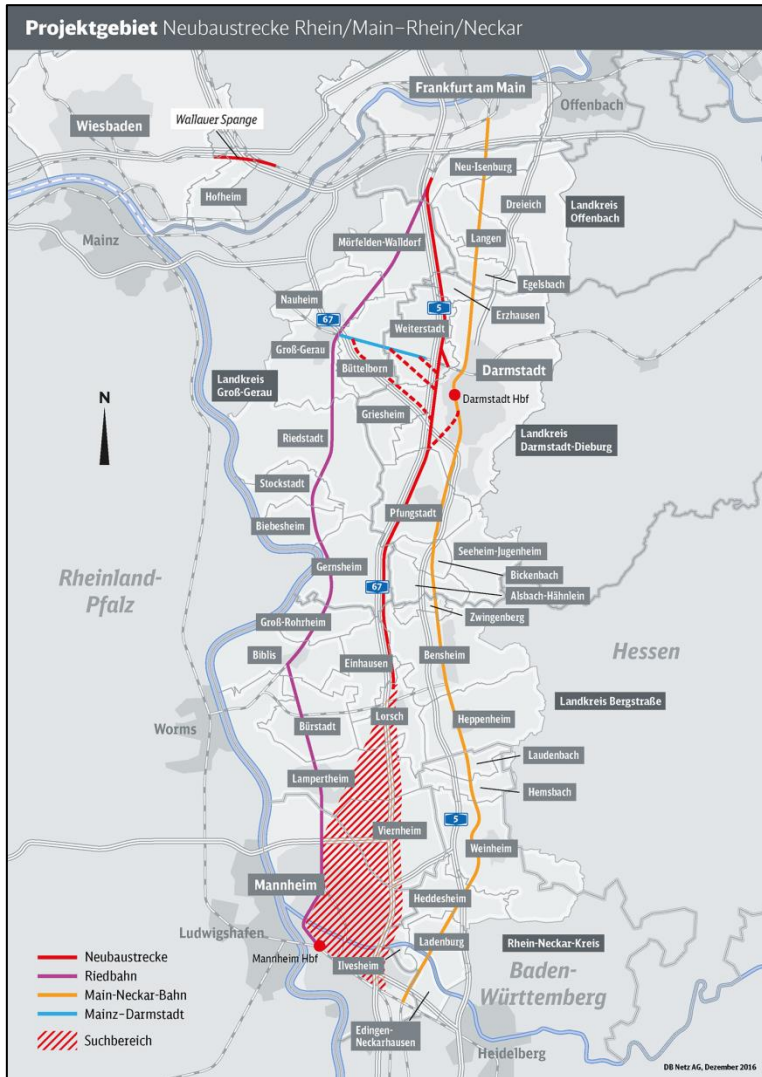 Projektgebiet Neubaustrecke Rhein/Main–Rhein/Neckar
Frankfurt am Main
Offenbach
Wiesbaden
Wallauer Spange
Neu-Isenburg
Hofheim
Dreieich
Landkreis
Offenbach
Mainz
Mörfelden-Walldorf
Langen
Egelsbach
Nauheim
67
5
Erzhausen
Weiterstadt
Groß-Gerau
Büttelborn
Darmstadt
Landkreis
Groß-Gerau
Darmstadt Hbf
N
Griesheim
Landkreis
Darmstadt-Dieburg
Riedstadt
Stockstadt
Pfungstadt
Biebesheim
Seeheim-Jugenheim
Gernsheim
Bickenbach
Rheinland-
Pfalz
67
Alsbach-Hähnlein
Zwingenberg
Groß-Rohrheim
Hessen
Biblis
Einhausen
Bensheim
Landkreis Bergstraße
Lorsch
Worms
Bürstadt
Heppenheim
Laudenbach
Lampertheim
Hemsbach
5
Viernheim
Weinheim
Mannheim
Heddesheim
Ludwigshafen
Ladenburg
Rhein-Neckar-Kreis
Mannheim Hbf
Ilvesheim
Baden-
Württemberg
Neubaustrecke
Riedbahn
Main-Neckar-Bahn
Mainz–Darmstadt
Suchbereich
Edingen-
Neckarhausen
Heidelberg
DB Netz AG, Dezember 2016